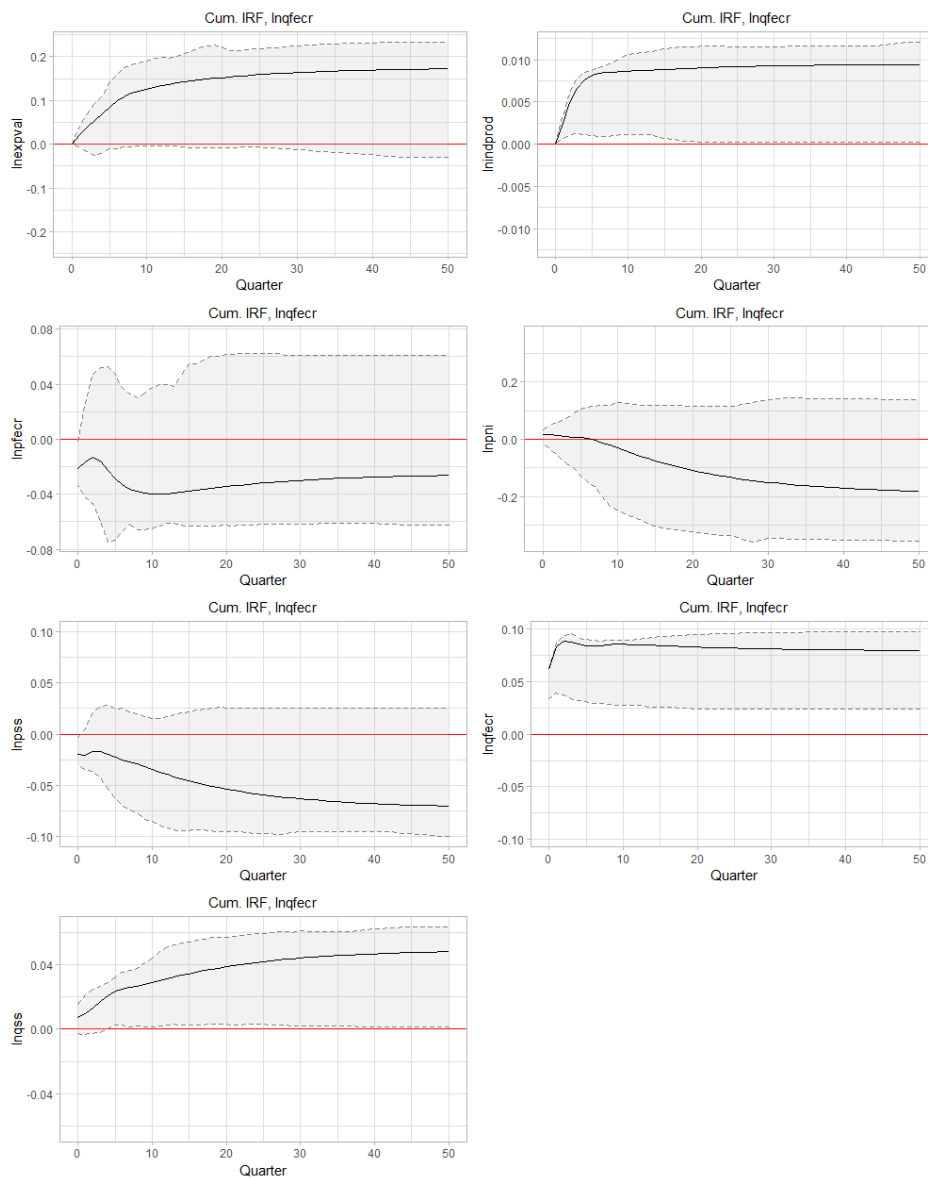 Cum. IRF, lnqfecr
lnexpval
0.2
0.1
0.0
-0.1
-0.2
0 10 20 30 40 50
Quarter
Cum. IRF, lnqfecr
lnindprod
0.010
0.005
0.000
-0.005
-0.010
0 10 20 30 40 50
Quarter
Cum. IRF, lnqfecr
lnpfecr
0.08
0.04
0.00
-0.04
-0.08
0 10 20 30 40 50
Quarter
Cum. IRF, lnqfecr
lnpni
0.2
0.0
-0.2
0 10 20 30 40 50
Quarter
Cum. IRF, lnqfecr
lnpss
0.10
0.05
0.00
-0.05
-0.10
0 10 20 30 40 50
Quarter
Cum. IRF, lnqfecr
lnqfecr
0.10
0.05
0.00
-0.05
-0.10
0 10 20 30 40 50
Quarter
Cum. IRF, lnqfecr
lnqss
0.04
0.00
-0.04
0 10 20 30 40 50
Quarter